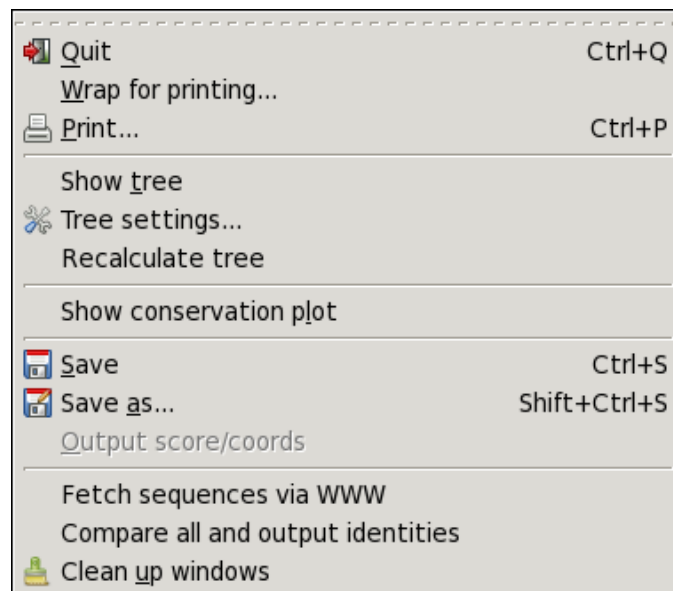 Quit Ctrl+Q
Wrap for printing...
Print... Ctrl+P
Show tree
Tree settings...
Recalculate tree
Show conservation plot
Save Ctrl+S
Save as... Shift+Ctrl+S
Output score/coords
Fetch sequences via WWW
Compare all and output identities
Clean up windows